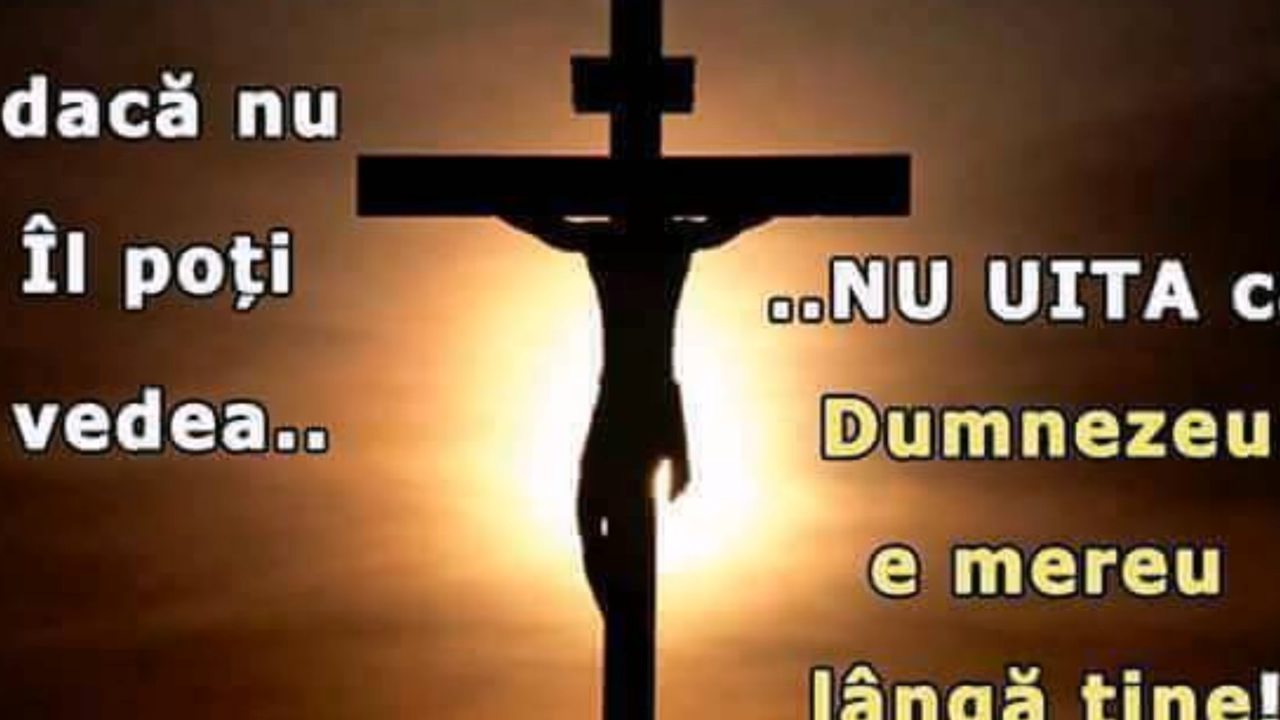 dacă nu
Îl poți
vedea..
..NU UITA c
Dumnezeu
e mereu
lângă tine!